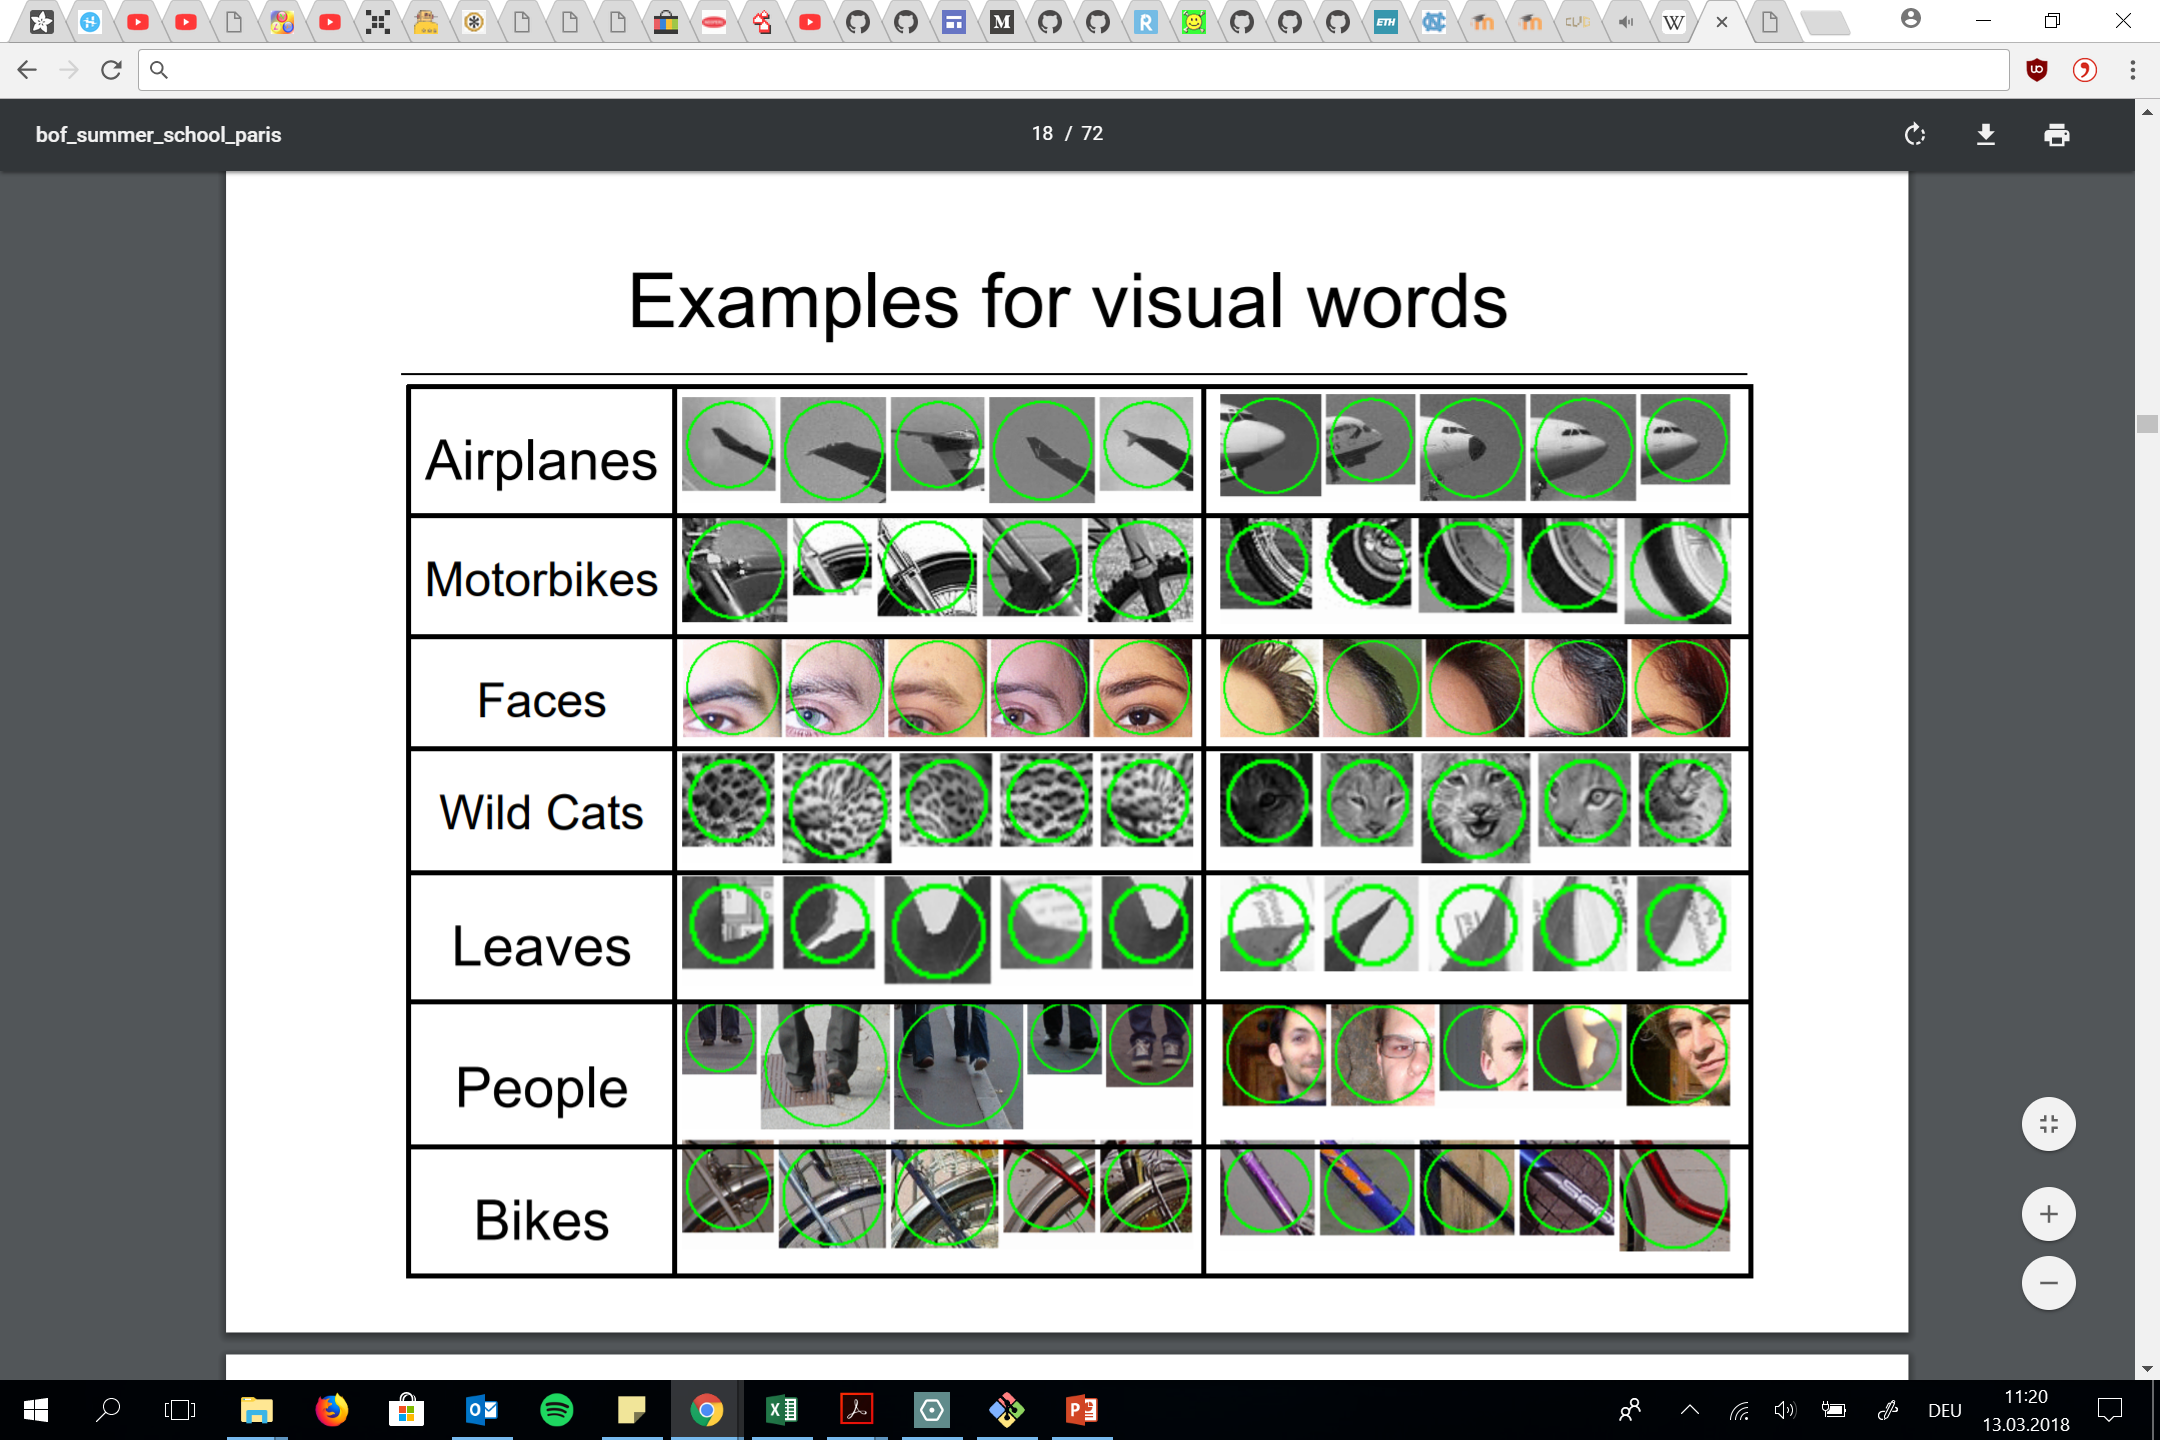 bof_summer_school_paris
18 / 72
Examples for visual words
Airplanes
Motorbikes
Faces
Wild Cats
Leaves
People
Bikes
DEU
11:20
13.03.2018